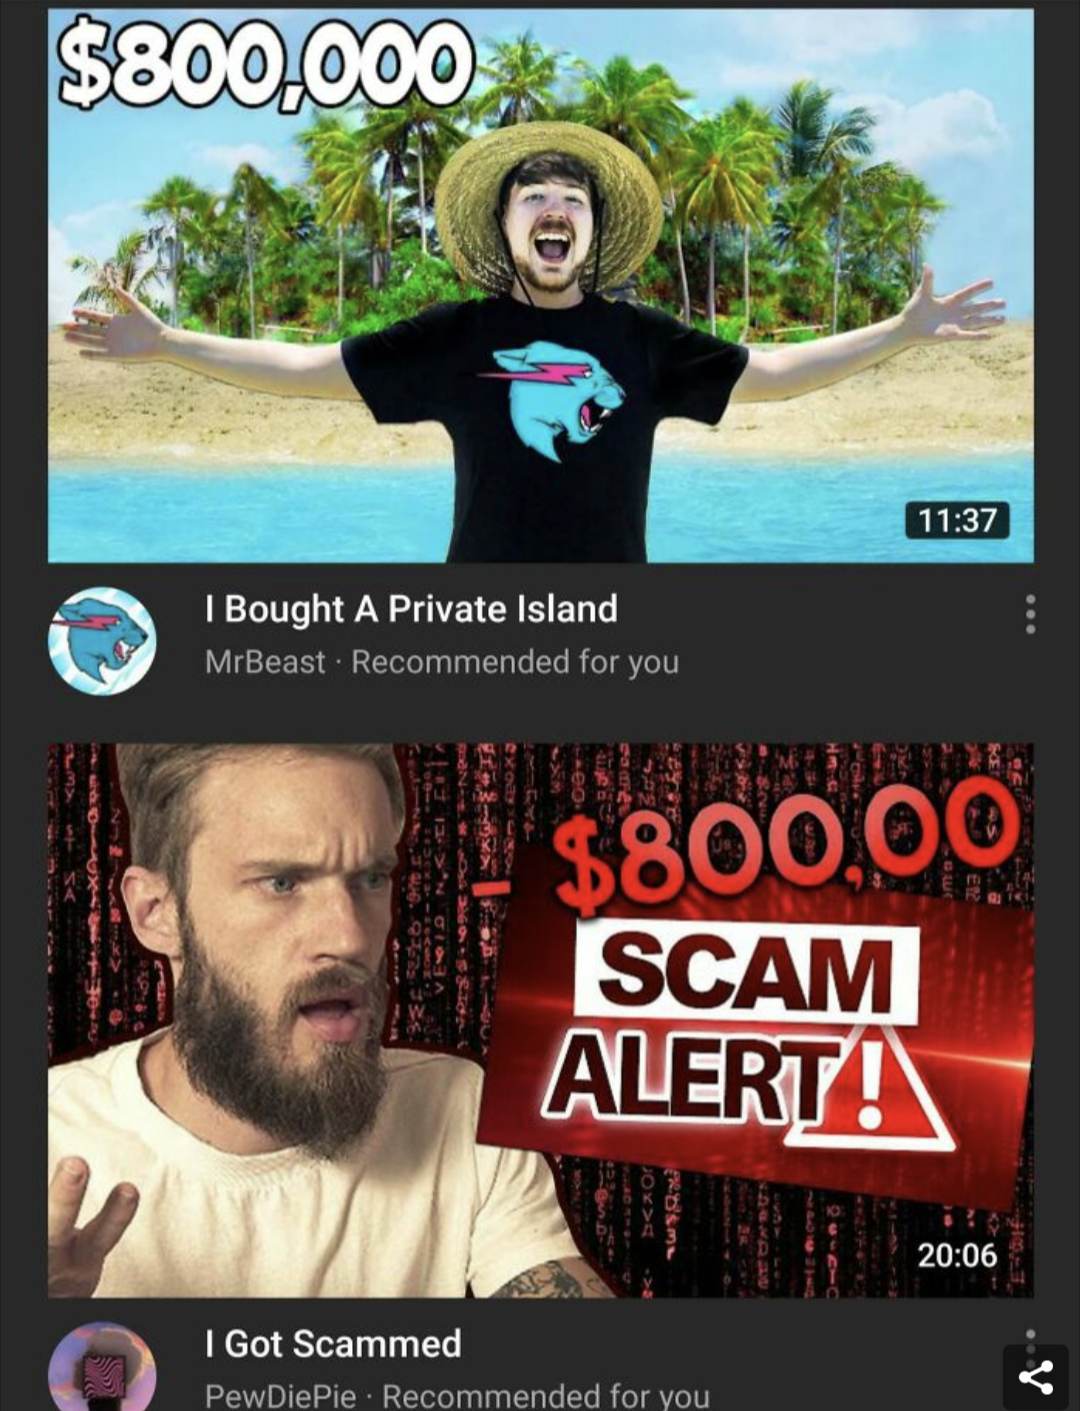 $800,000
11:37
I Bought A Private Island
MrBeast · Recommended for you
- $800,00
SCAM
ALERT!
20:06
I Got Scammed
PewDiePie · Recommended for you